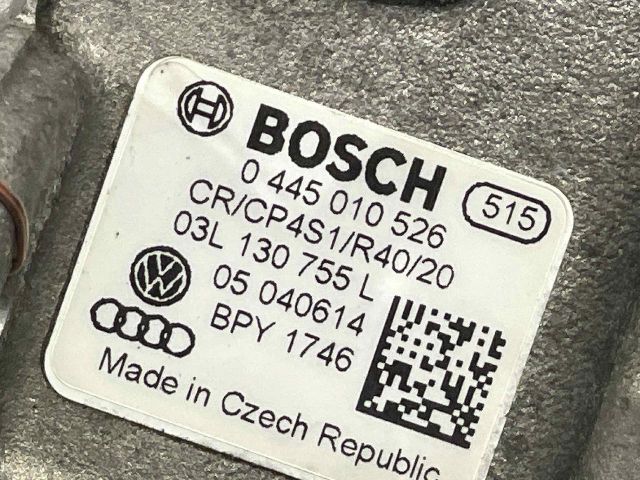 BOSCH
0 445 010 526
515
CR/CP4S1/R40/20
03L 130 755 L
05 040614
BPY 1746
Made in Czech Republic